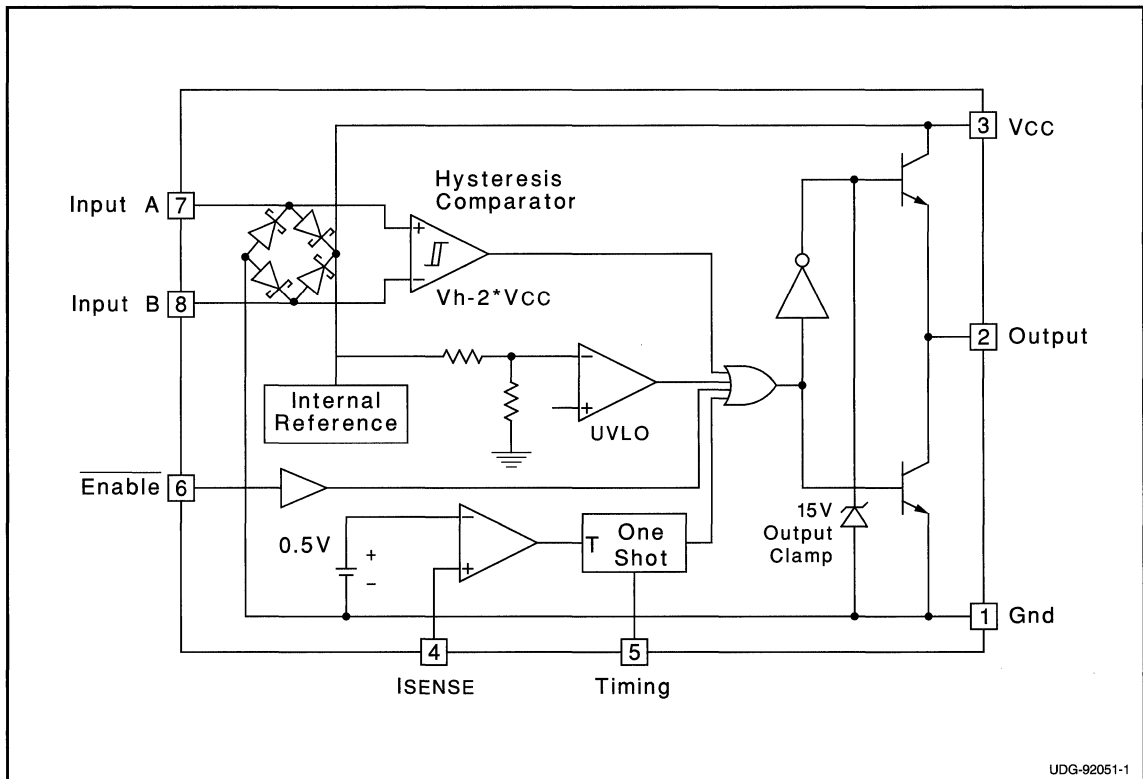 3 VCC
Hysteresis
Comparator
Input A 7
+
−
Vh-2*VCC
Input B 8
2 Output
Internal
Reference
−
+
UVLO
Enable 6
15V
Output
Clamp
0.5V
+
−
−
+
T One
Shot
1 Gnd
4
5
ISENSE
Timing
UDG-92051-1